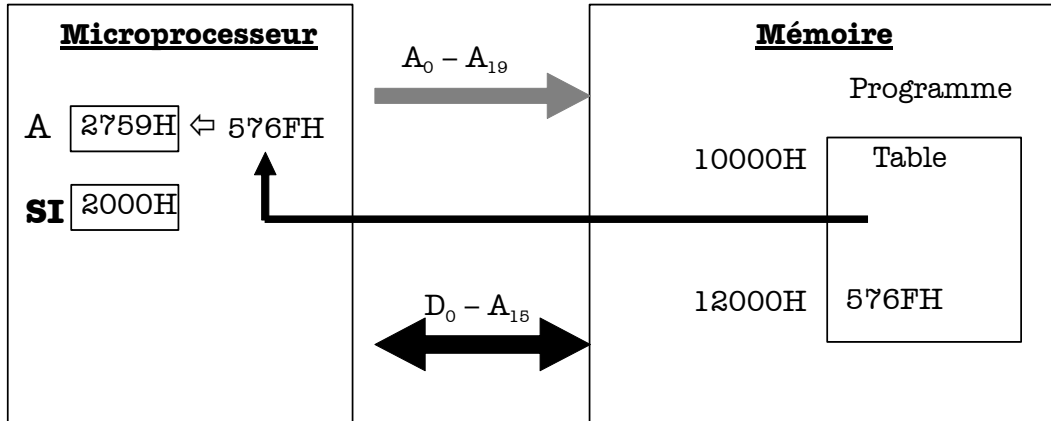 Microprocesseur
A 2759H ⇦ 576FH
SI 2000H
A₀ – A₁₉
D₀ – A₁₅
Mémoire
Programme
10000H Table
12000H 576FH